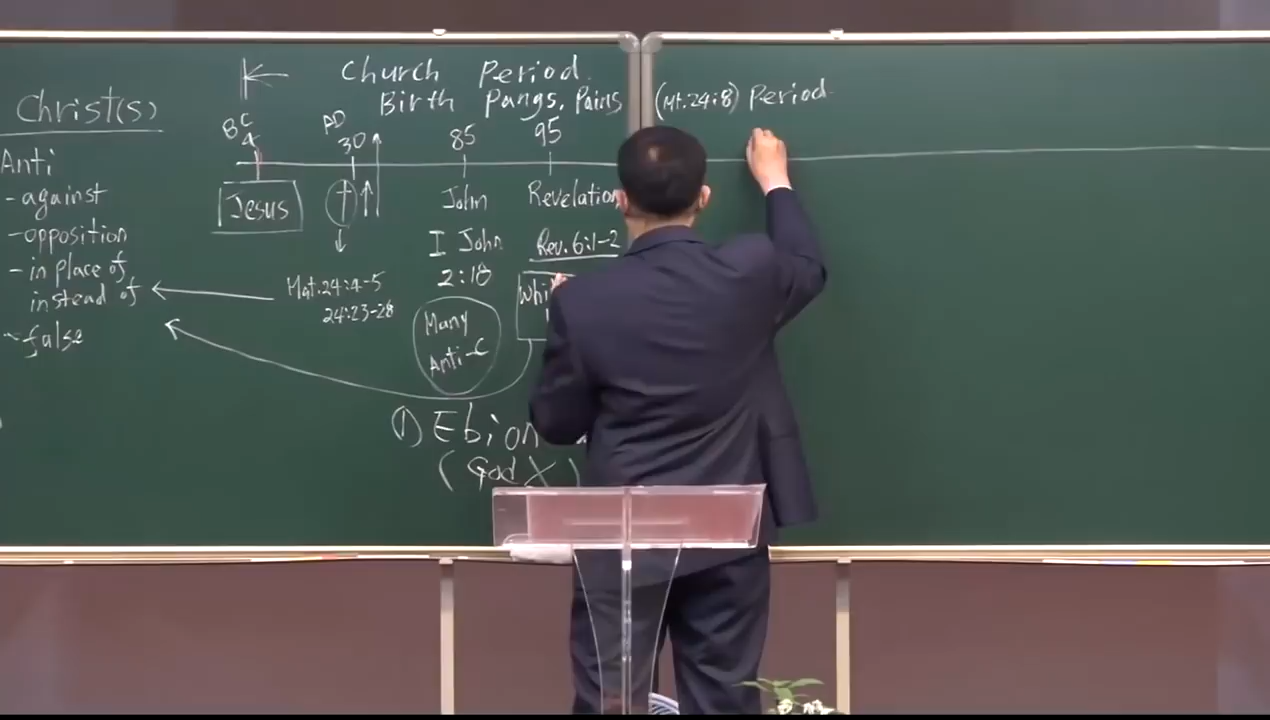 Christ(s)
Anti
- against
- opposition
- in place of
instead of
- false
Church Period.
Birth Pangs, Pains (Mt.24:8) Period
BC 4
AD 30
85
95
Jesus
John
Revelation
I John
2:18
Rev. 6:1-2
Mat.24:4-5
24:23-28
Many
Anti-C
① Ebion
(God X)